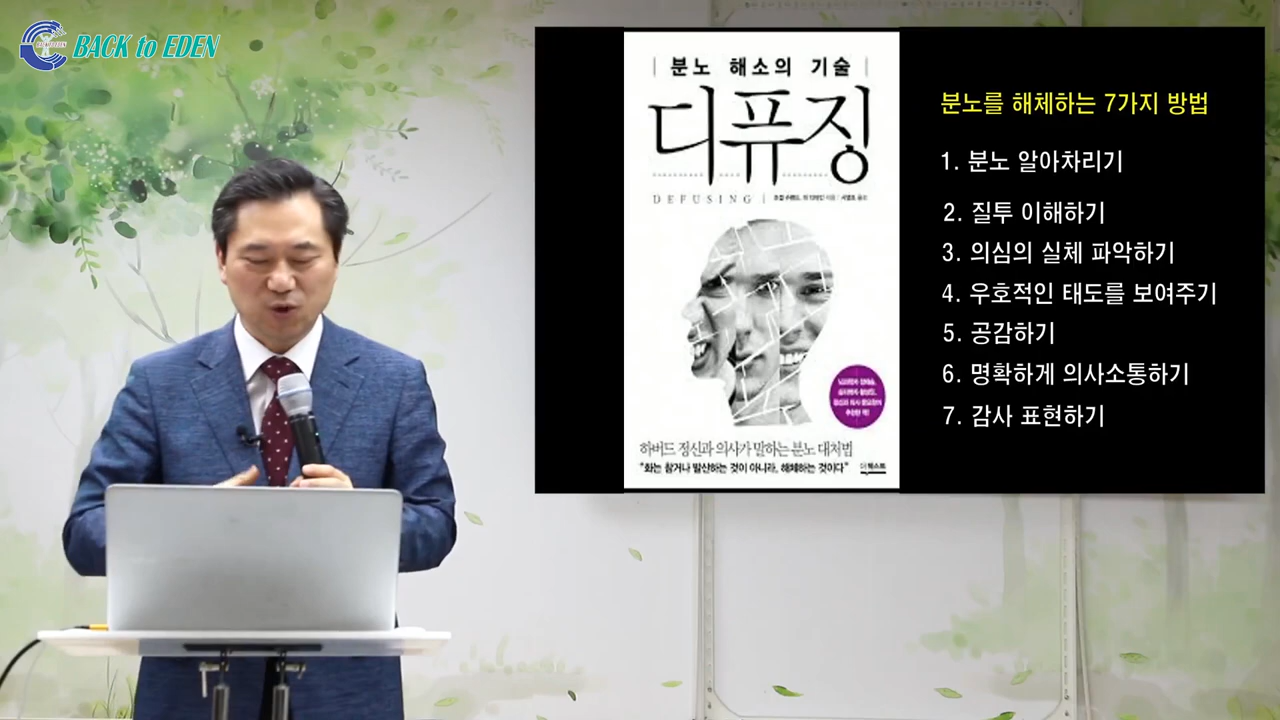 BACK to EDEN
분노 해소의 기술
디퓨징
DEFUSING
하버드 정신과 의사가 말하는 분노 대처법
“화는 참거나 발산하는 것이 아니라, 해체하는 것이다”
더퀘스트
분노를 해체하는 7가지 방법
1. 분노 알아차리기
2. 질투 이해하기
3. 의심의 실체 파악하기
4. 우호적인 태도를 보여주기
5. 공감하기
6. 명확하게 의사소통하기
7. 감사 표현하기